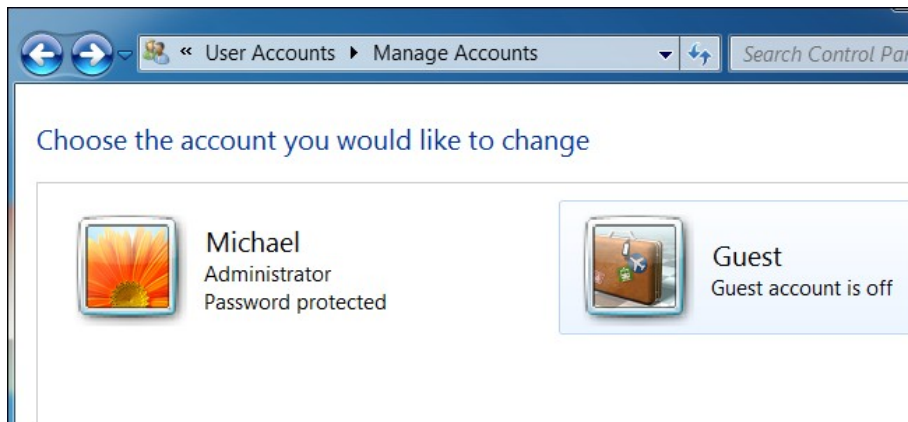 « User Accounts ▸ Manage Accounts
Search Control
Choose the account you would like to change
Michael
Administrator
Password protected
Guest
Guest account is off